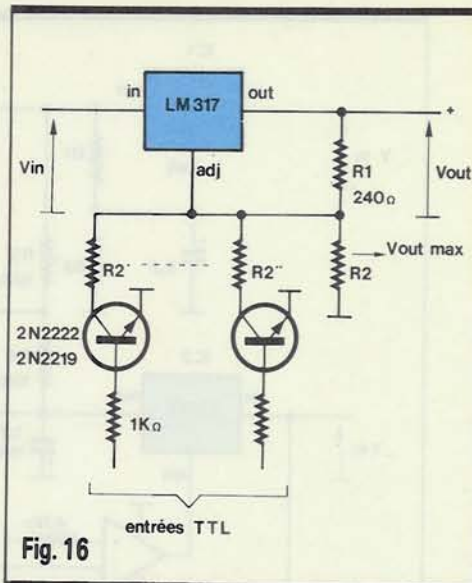 in
LM 317
out
+
Vin
adj
R1
240Ω
Vout
R2'
R2''
R2
Vout max
2N2222
2N2219
1KΩ
entrées TTL
Fig. 16